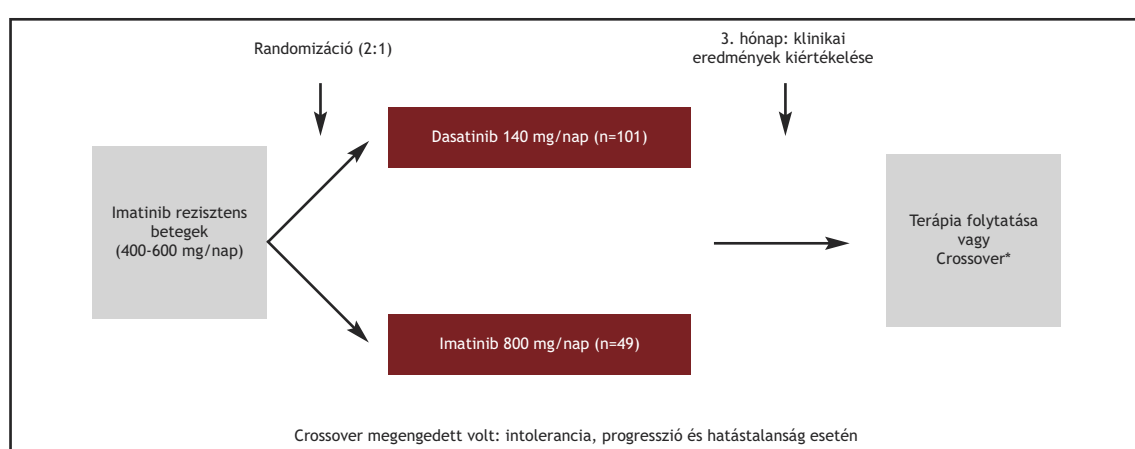 Randomizáció (2:1)
3. hónap: klinikai
eredmények kiértékelése
Dasatinib 140 mg/nap (n=101)
Imatinib rezisztens
betegek
(400-600 mg/nap)
Terápia folytatása
vagy
Crossover*
Imatinib 800 mg/nap (n=49)
Crossover megengedett volt: intolerancia, progresszió és hatástalanság esetén